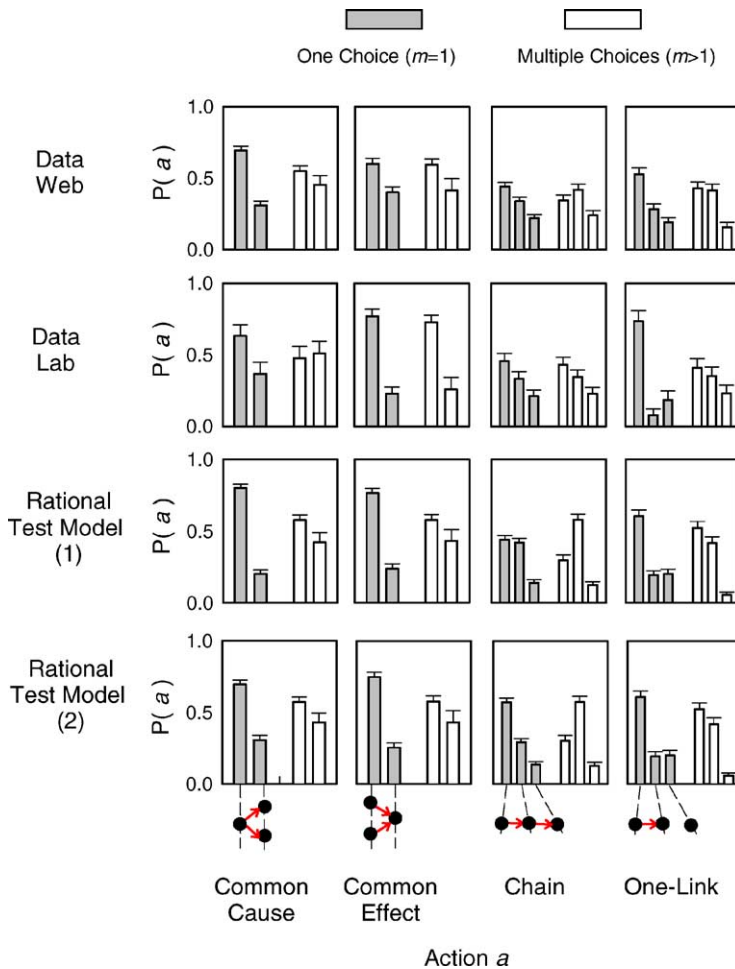 One Choice (m=1)
Multiple Choices (m>1)
Data
Web
P( a )
1.0
0.5
0.0
Data
Lab
P( a )
1.0
0.5
0.0
Rational
Test Model
(1)
P( a )
1.0
0.5
0.0
Rational
Test Model
(2)
P( a )
1.0
0.5
0.0
Common
Cause
Common
Effect
Chain
One-Link
Action a